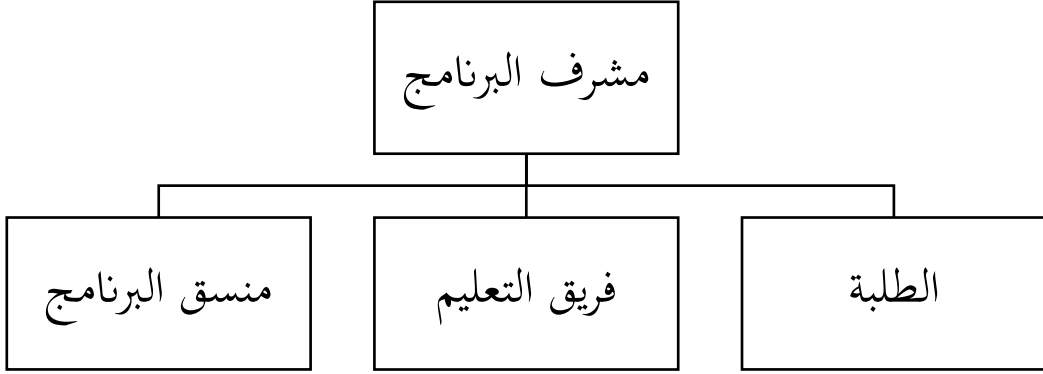 مشرف البرنامج
الطلبة
فريق التعليم
منسق البرنامج